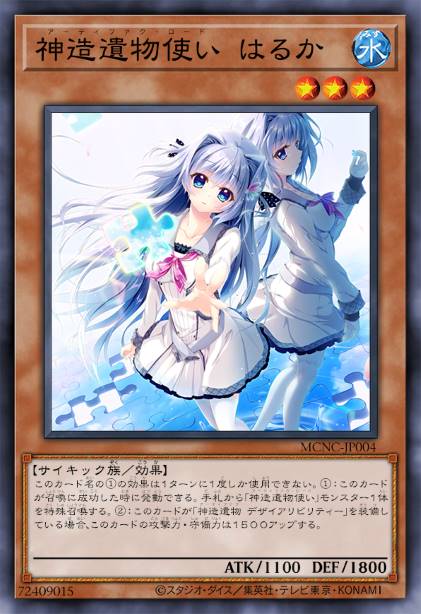 アーティファクト・ロード
神造遺物使い はるか
みず
水
MCNC-JP004
【サイキック族／効果】
このカード名の①の効果は1ターンに1度しか使用できない。①：このカー
ドが召喚に成功した時に発動できる。手札から「神造遺物使い」モンスター1体
を特殊召喚する。②：このカードが「神造遺物 デザイアリビリティー」を装備し
ている場合、このカードの攻撃力・守備力は1500アップする。
ATK/1100 DEF/1800
72409015
©スタジオ・ダイス／集英社・テレビ東京・KONAMI